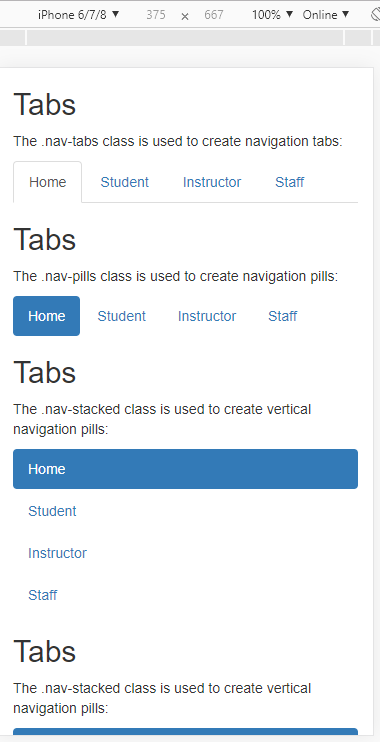 iPhone 6/7/8 ▼ 375 × 667 100% ▼ Online ▼
Tabs
The .nav-tabs class is used to create navigation tabs:
Home Student Instructor Staff
Tabs
The .nav-pills class is used to create navigation pills:
Home Student Instructor Staff
Tabs
The .nav-stacked class is used to create vertical
navigation pills:
Home
Student
Instructor
Staff
Tabs
The .nav-stacked class is used to create vertical
navigation pills: